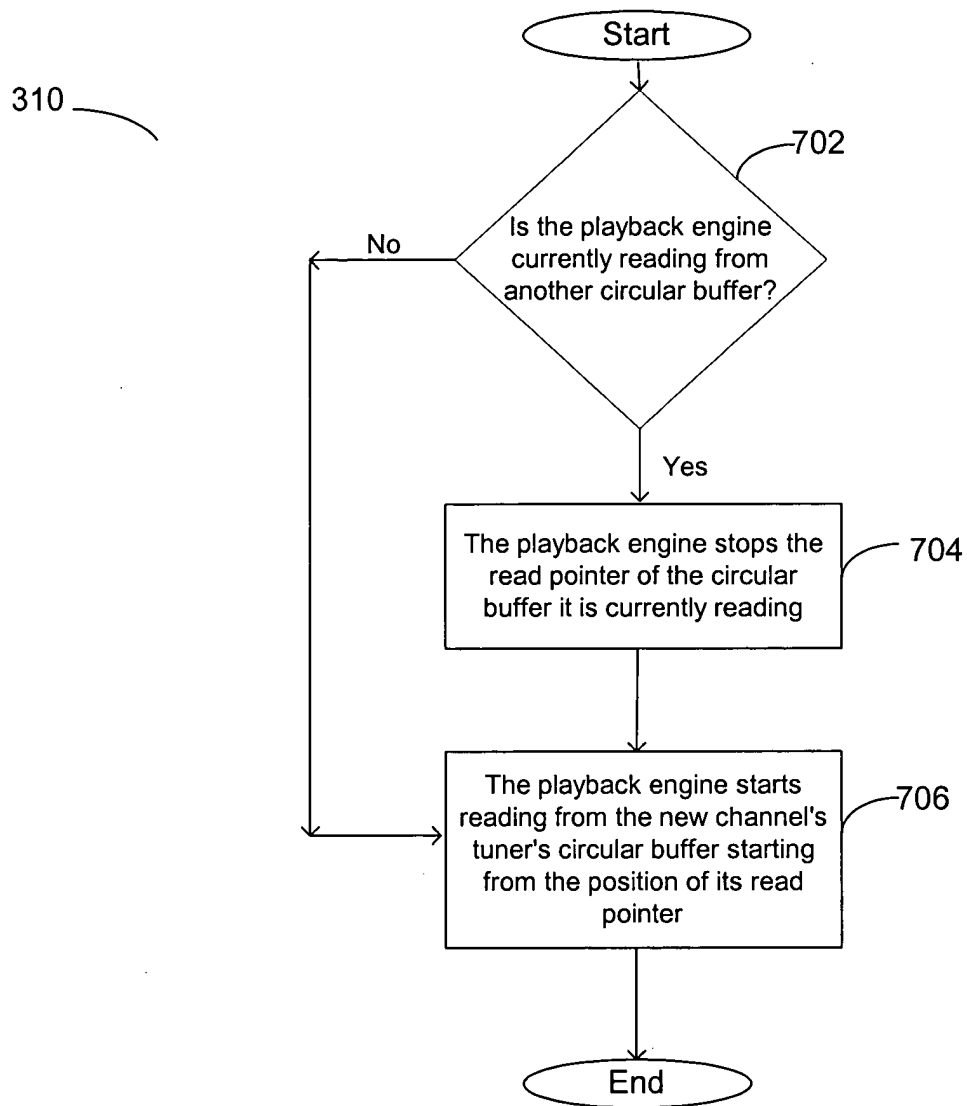 Start
310
702
Is the playback engine
currently reading from
another circular buffer?
No
Yes
The playback engine stops the
read pointer of the circular
buffer it is currently reading
704
The playback engine starts
reading from the new channel's
tuner's circular buffer starting
from the position of its read
pointer
706
End